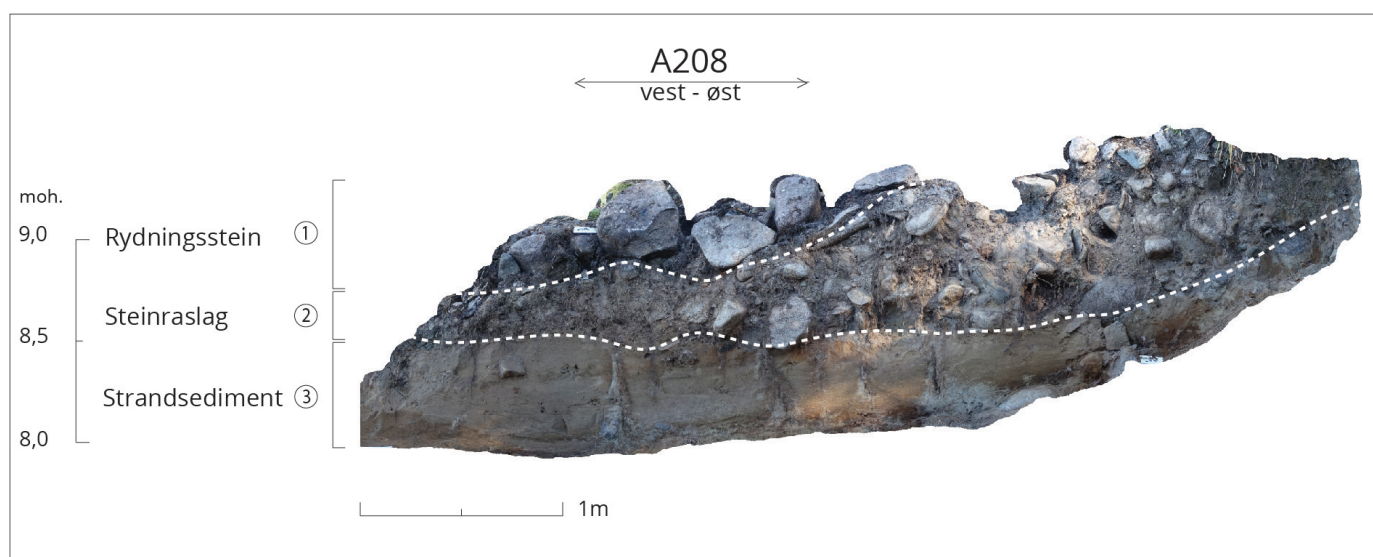 A208
vest - øst
moh.
9,0
Rydningsstein ①
Steinraslag ②
8,5
Strandsediment ③
8,0
1m